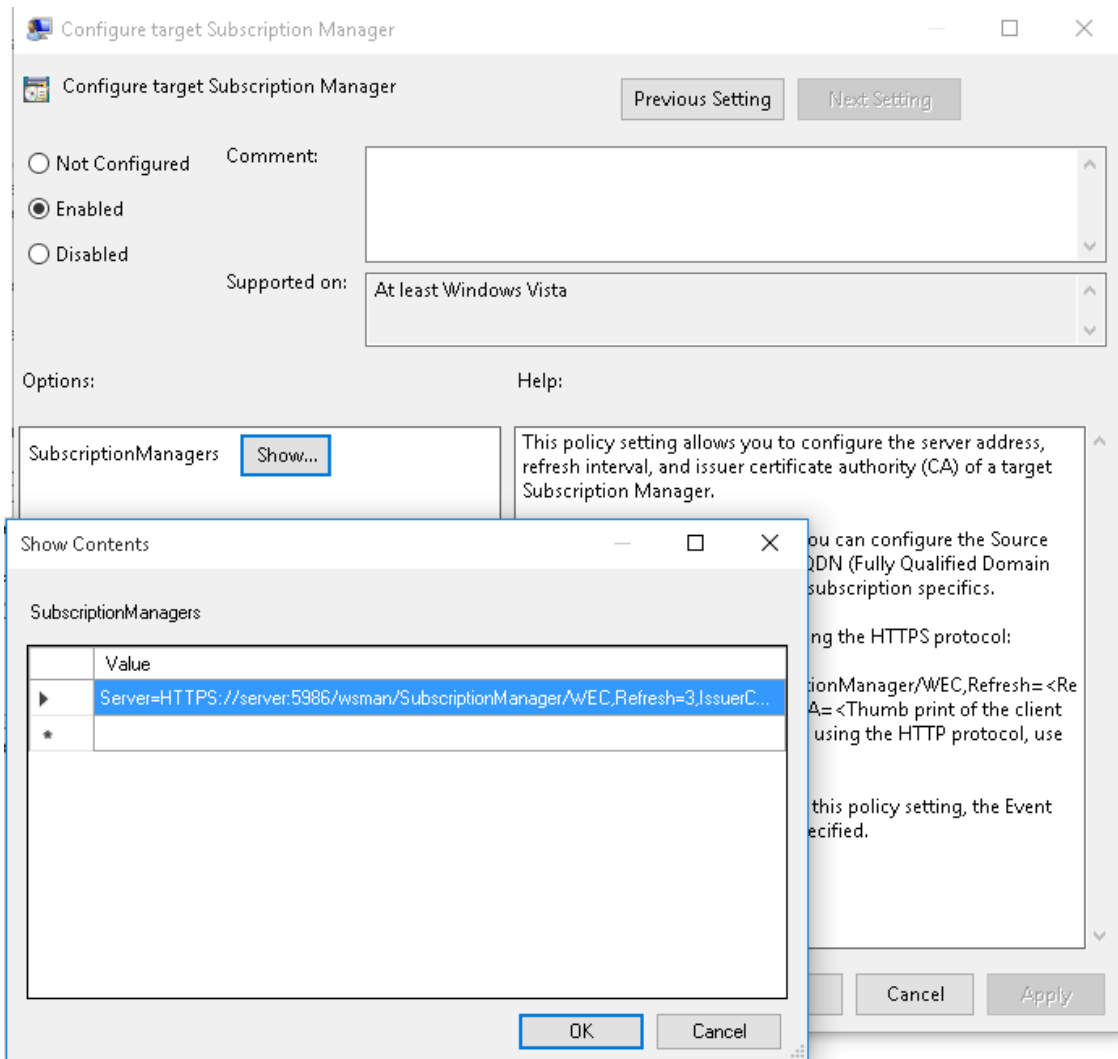 Configure target Subscription Manager
Configure target Subscription Manager
Previous Setting
Next Setting
Not Configured
Comment:
Enabled
Disabled
Supported on:
At least Windows Vista
Options:
Help:
SubscriptionManagers
Show...
This policy setting allows you to configure the server address,
refresh interval, and issuer certificate authority (CA) of a target
Subscription Manager.
ou can configure the Source
QDN (Fully Qualified Domain
subscription specifics.
ng the HTTPS protocol:
ionManager/WEC,Refresh=<Re
A=<Thumb print of the client
using the HTTP protocol, use
this policy setting, the Event
ecified.
Show Contents
SubscriptionManagers
Value
Server=HTTPS://server:5986/wsman/SubscriptionManager/WEC,Refresh=3,IssuerC...
OK
Cancel
Cancel
Apply